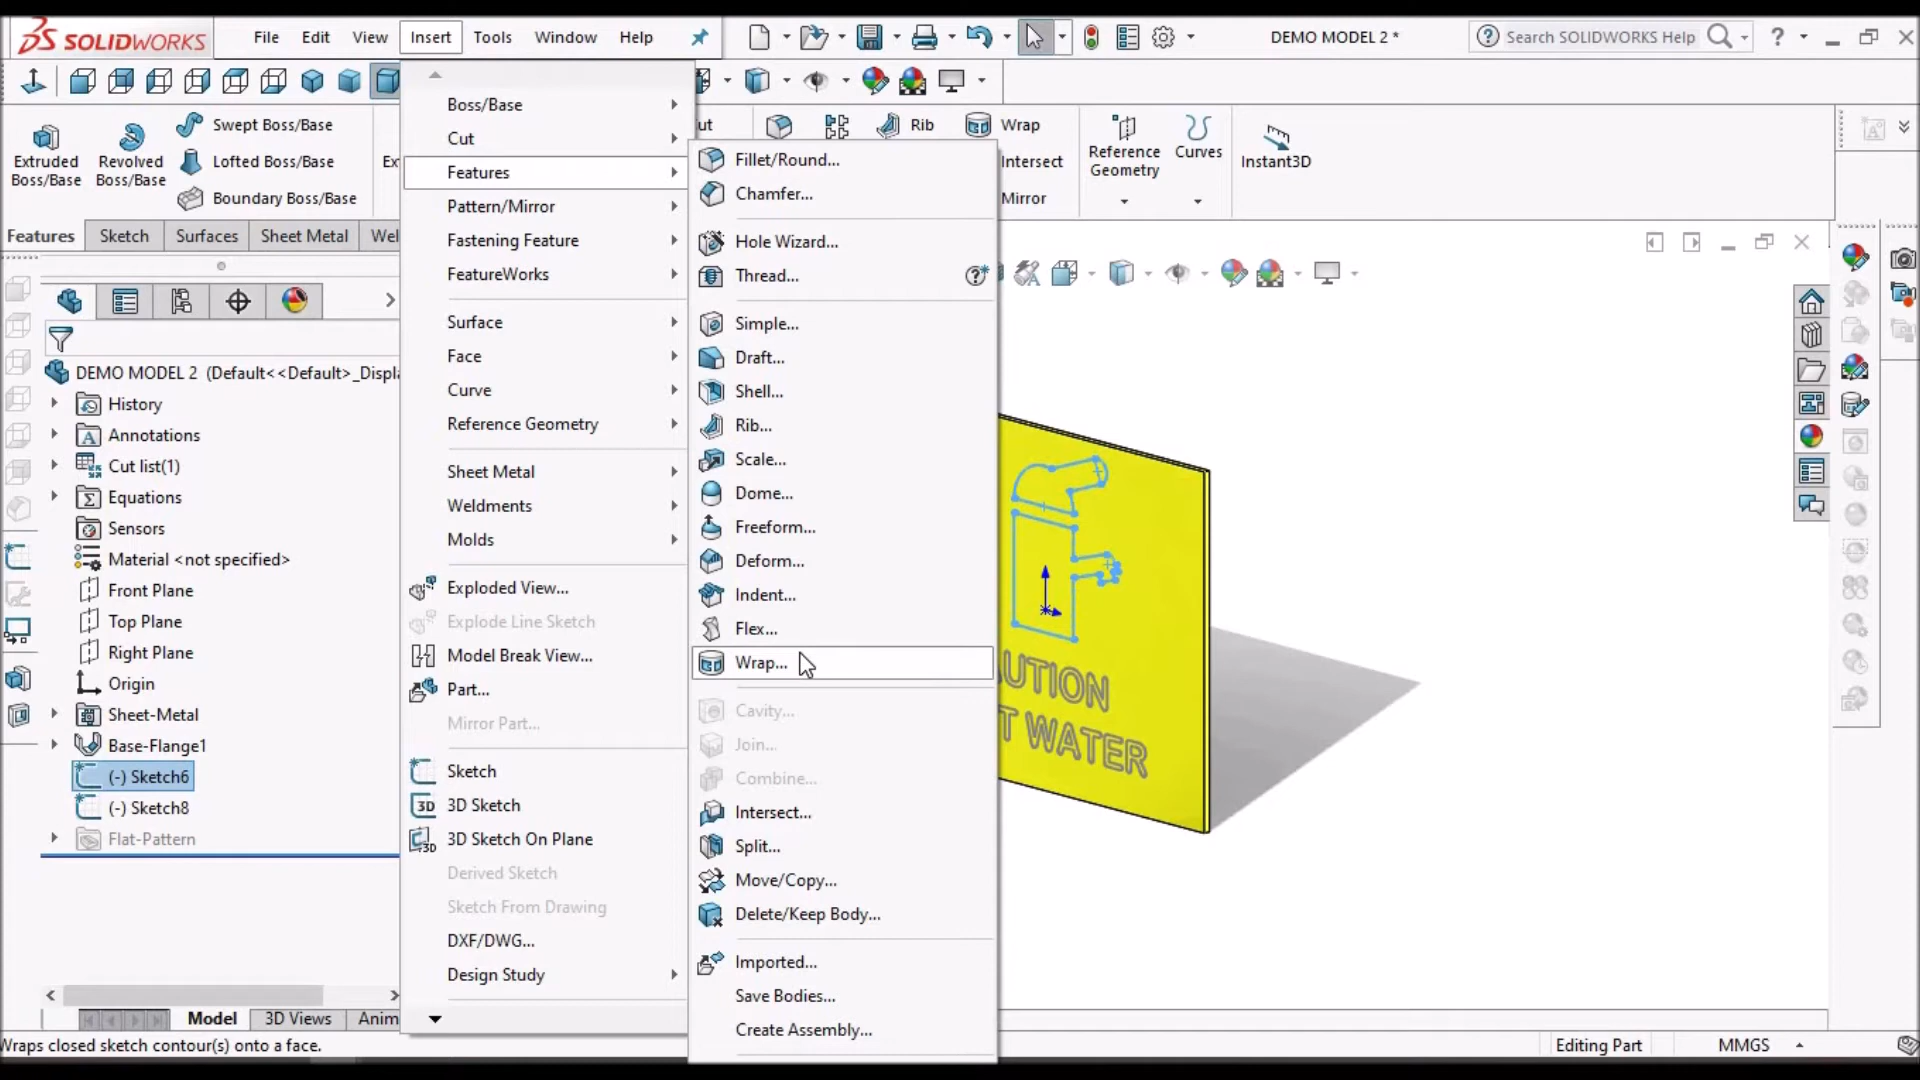 SOLIDWORKS
File Edit View Insert Tools Window Help
DEMO MODEL 2 *
Search SOLIDWORKS Help
Extruded Boss/Base
Revolved Boss/Base
Swept Boss/Base
Lofted Boss/Base
Boundary Boss/Base
Rib
Wrap
Intersect
Mirror
Reference Geometry
Curves
Instant3D
Features Sketch Surfaces Sheet Metal Wel
DEMO MODEL 2 (Default<<Default>_Displa
History
Annotations
Cut list(1)
Equations
Sensors
Material <not specified>
Front Plane
Top Plane
Right Plane
Origin
Sheet-Metal
Base-Flange1
(-) Sketch6
(-) Sketch8
Flat-Pattern
Boss/Base
Cut
Features
Pattern/Mirror
Fastening Feature
FeatureWorks
Surface
Face
Curve
Reference Geometry
Sheet Metal
Weldments
Molds
Exploded View...
Explode Line Sketch
Model Break View...
Part...
Mirror Part...
Sketch
3D Sketch
3D Sketch On Plane
Derived Sketch
Sketch From Drawing
DXF/DWG...
Design Study
Fillet/Round...
Chamfer...
Hole Wizard...
Thread...
Simple...
Draft...
Shell...
Rib...
Scale...
Dome...
Freeform...
Deform...
Indent...
Flex...
Wrap...
Cavity...
Join...
Combine...
Intersect...
Split...
Move/Copy...
Delete/Keep Body...
Imported...
Save Bodies...
Create Assembly...
UTION
T WATER
Model 3D Views Anim
Wraps closed sketch contour(s) onto a face.
Editing Part
MMGS